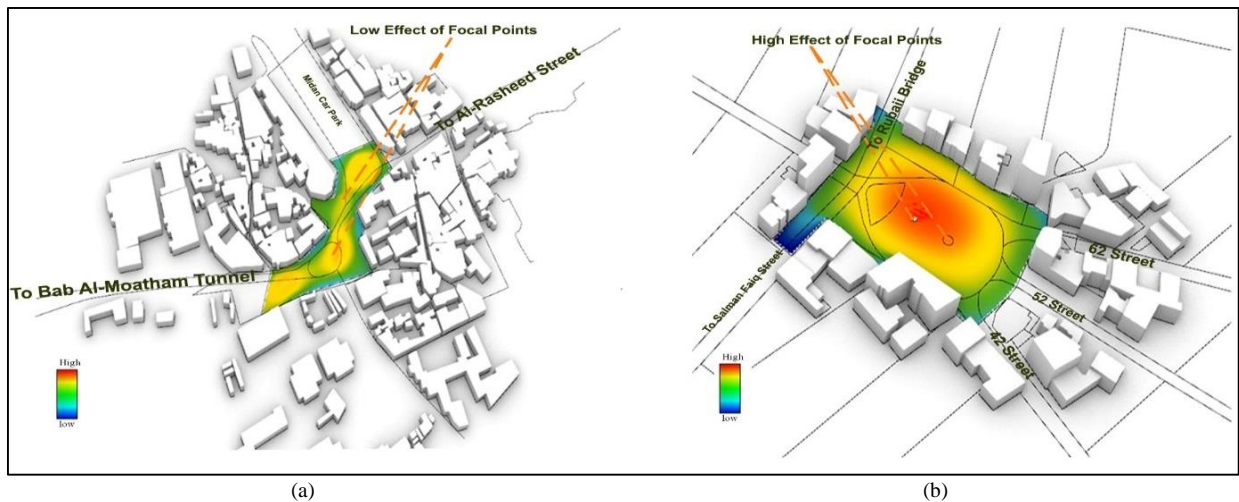 Low Effect of Focal Points
To Al-Rasheed Street
Midan Car Park
To Bab Al-Moatham Tunnel
High
low
(a)
High Effect of Focal Points
To Rubaii Bridge
To Salman Faiq Street
62 Street
52 Street
42 Street
High
low
(b)